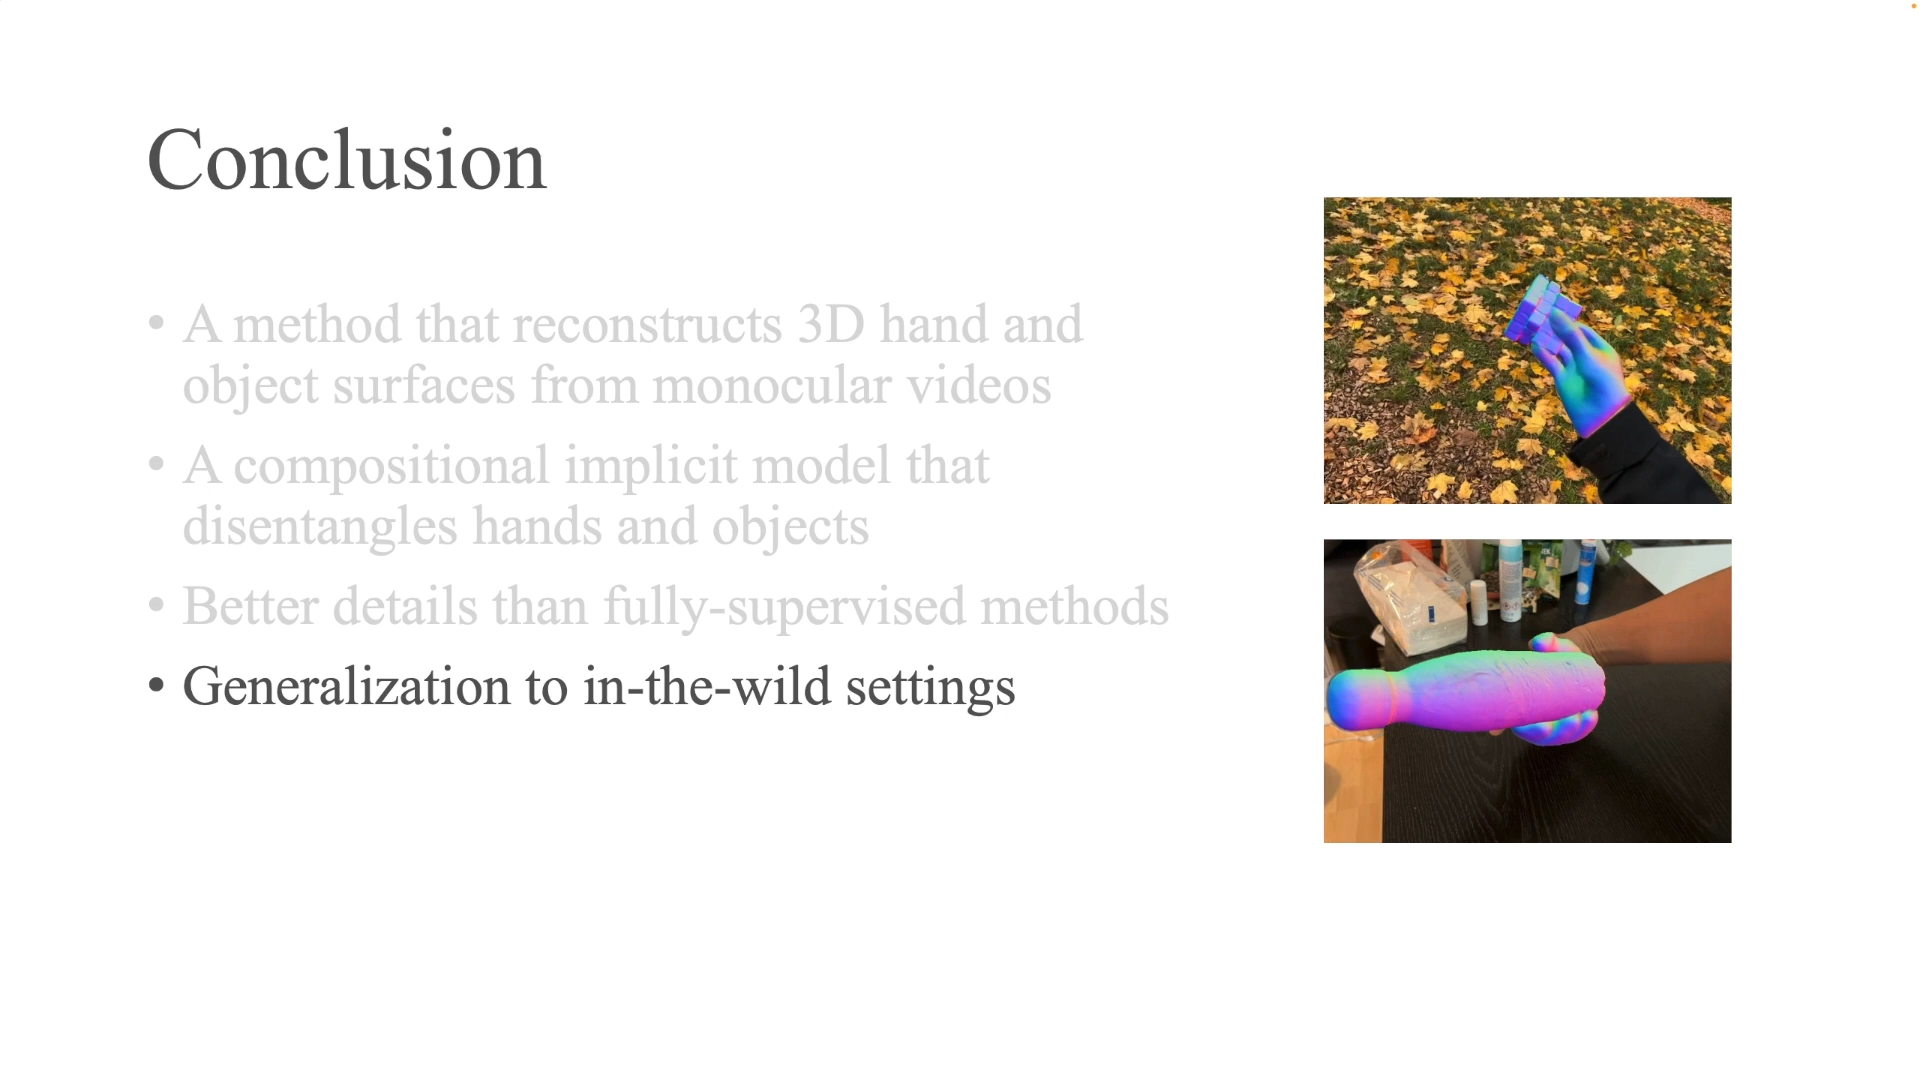 Conclusion
• A method that reconstructs 3D hand and
object surfaces from monocular videos
• A compositional implicit model that
disentangles hands and objects
• Better details than fully-supervised methods
• Generalization to in-the-wild settings